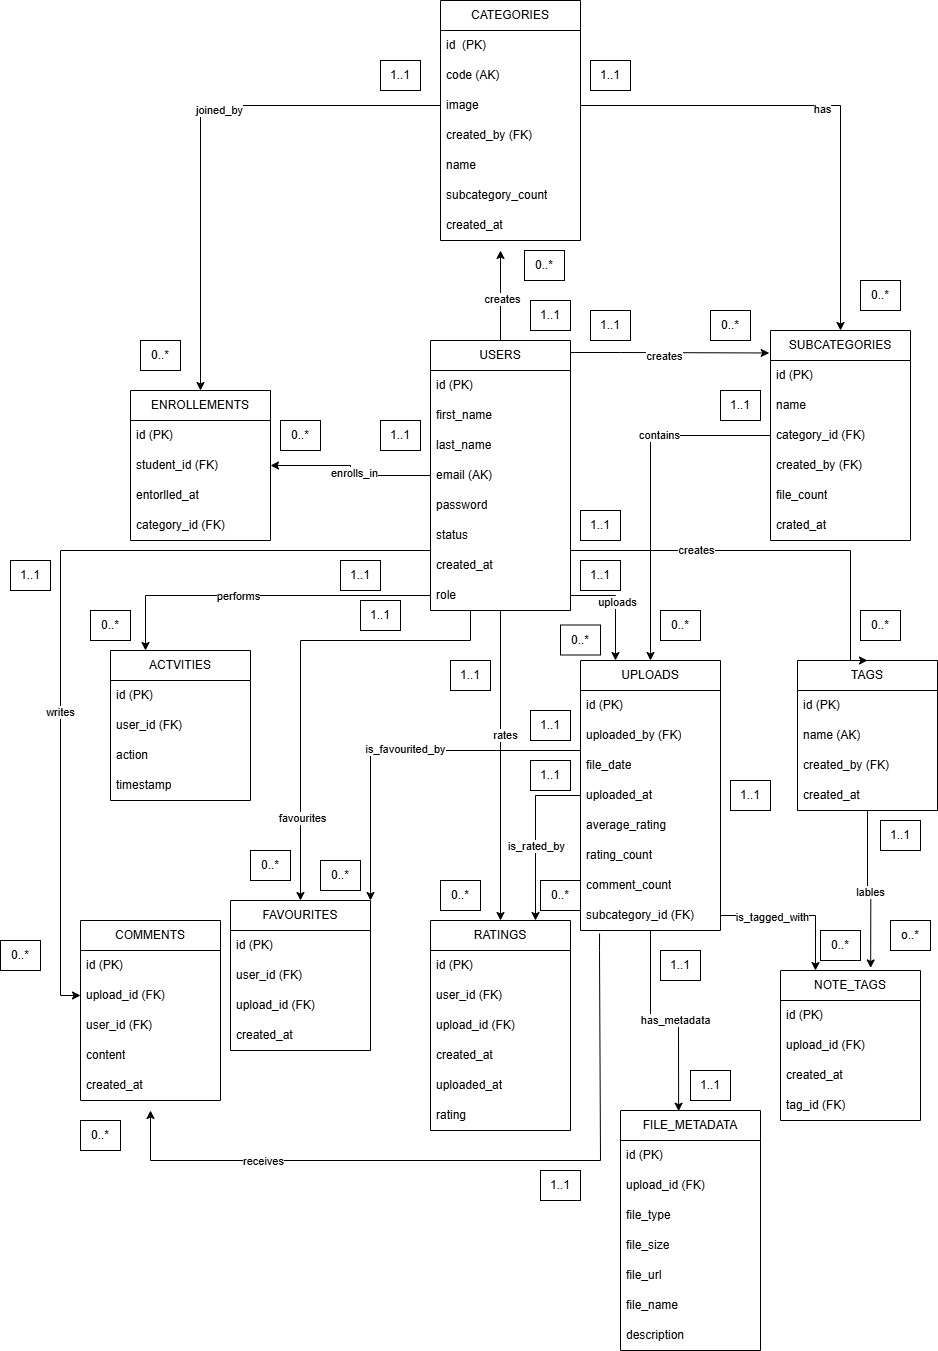 CATEGORIES
id (PK)
code (AK)
image
created_by (FK)
name
subcategory_count
created_at
1..1
1..1
joined_by
has
0..*
creates
0..*
1..1
1..1
0..*
0..*
USERS
id (PK)
first_name
last_name
email (AK)
password
status
created_at
role
creates
SUBCATEGORIES
id (PK)
name
category_id (FK)
created_by (FK)
file_count
crated_at
ENROLLEMENTS
id (PK)
student_id (FK)
entorlled_at
category_id (FK)
0..*
1..1
enrolls_in
1..1
contains
1..1
creates
1..1
1..1
performs
1..1
uploads
0..*
1..1
0..*
0..*
0..*
ACTVITIES
id (PK)
user_id (FK)
action
timestamp
1..1
UPLOADS
id (PK)
uploaded_by (FK)
file_date
uploaded_at
average_rating
rating_count
comment_count
subcategory_id (FK)
TAGS
id (PK)
name (AK)
created_by (FK)
created_at
writes
rates
1..1
is_favourited_by
1..1
1..1
favourites
is_rated_by
1..1
0..*
0..*
0..*
0..*
lables
is_tagged_with
0..*
o..*
0..*
COMMENTS
id (PK)
upload_id (FK)
user_id (FK)
content
created_at
FAVOURITES
id (PK)
user_id (FK)
upload_id (FK)
created_at
RATINGS
id (PK)
user_id (FK)
upload_id (FK)
created_at
uploaded_at
rating
1..1
has_metadata
1..1
NOTE_TAGS
id (PK)
upload_id (FK)
created_at
tag_id (FK)
0..*
receives
1..1
FILE_METADATA
id (PK)
upload_id (FK)
file_type
file_size
file_url
file_name
description